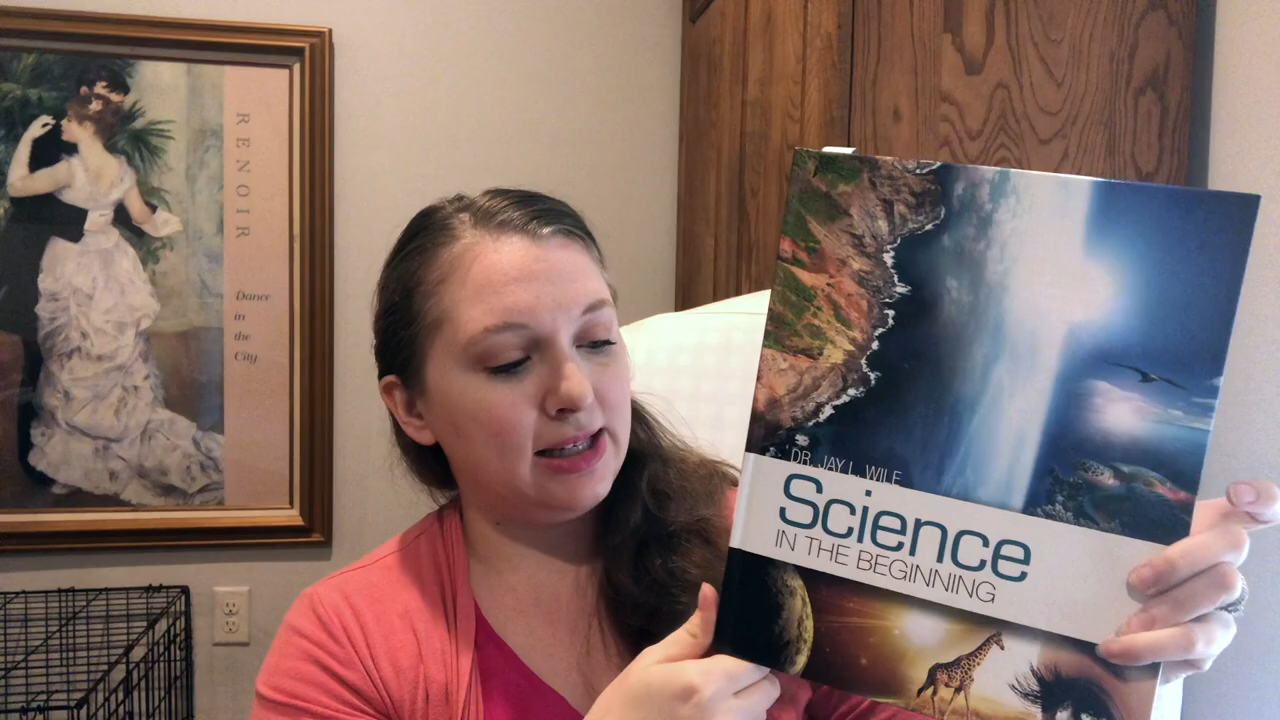 RENOIR
Dance
in
the
City
DR. JAY L. WILE
Science
IN THE BEGINNING